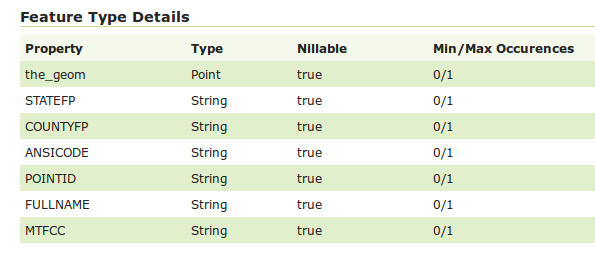 Feature Type Details
Property Type Nillable Min/Max Occurences
the_geom Point true 0/1
STATEFP String true 0/1
COUNTYFP String true 0/1
ANSICODE String true 0/1
POINTID String true 0/1
FULLNAME String true 0/1
MTFCC String true 0/1